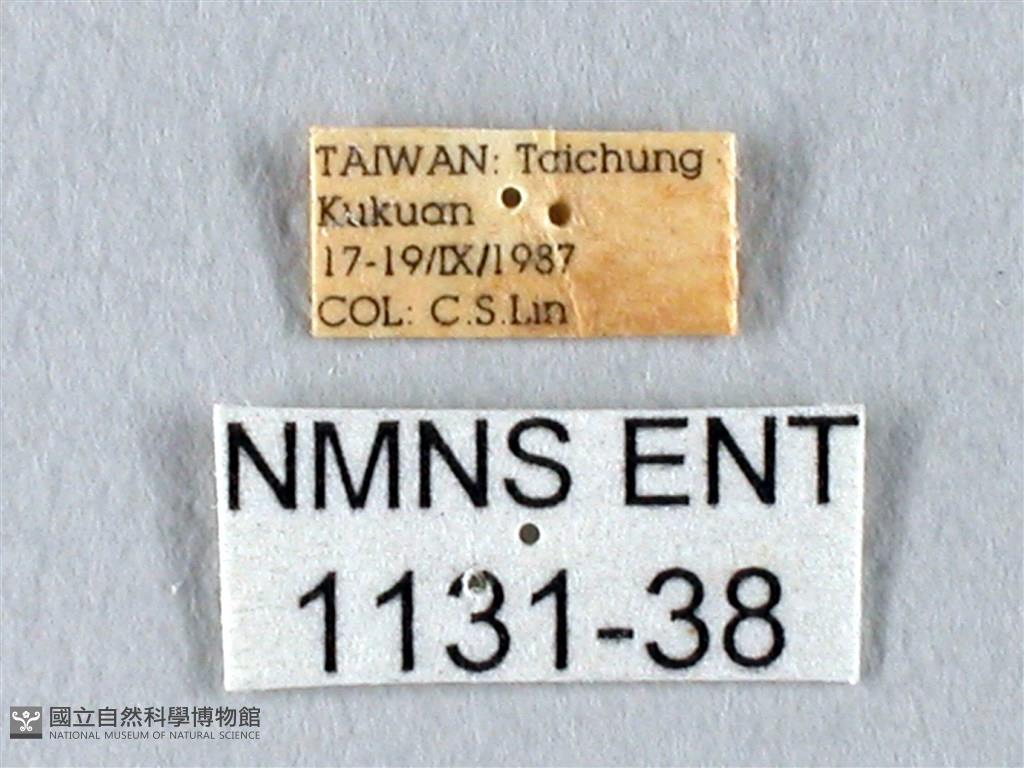 TAIWAN: Taichung
Kukuan
17-19/IX/1987
COL: C.S.Lin
NMNS ENT
1131-38
國立自然科學博物館
NATIONAL MUSEUM OF NATURAL SCIENCE